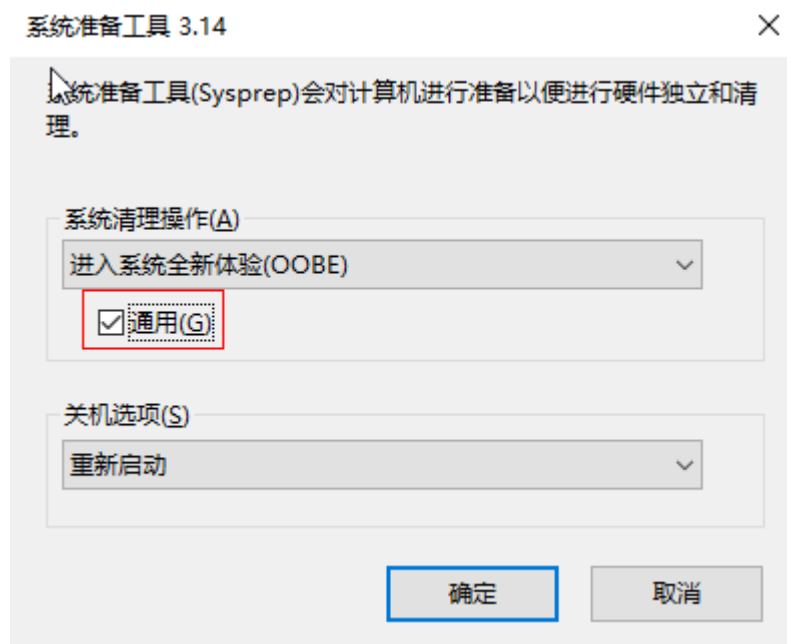 系统准备工具 3.14
系统准备工具(Sysprep)会对计算机进行准备以便进行硬件独立和清
理。
系统清理操作(A)
进入系统全新体验(OOBE)
通用(G)
关机选项(S)
重新启动
确定
取消